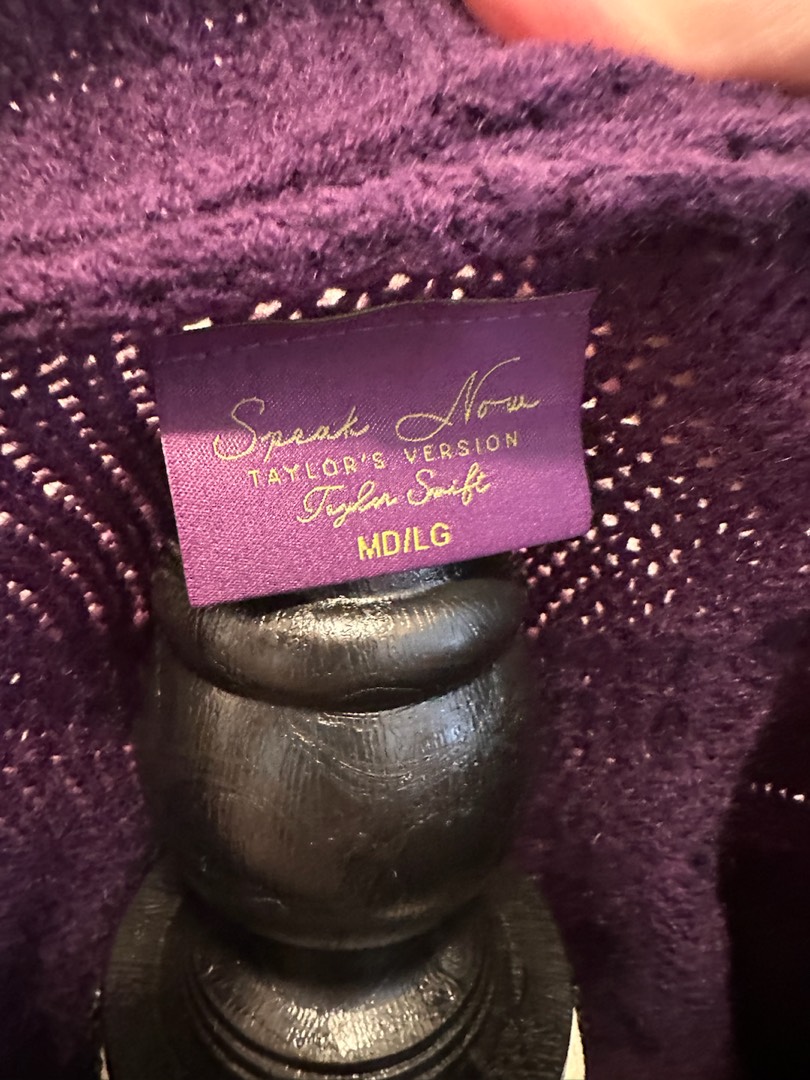 Speak Now
TAYLOR'S VERSION
Taylor Swift
MD/LG